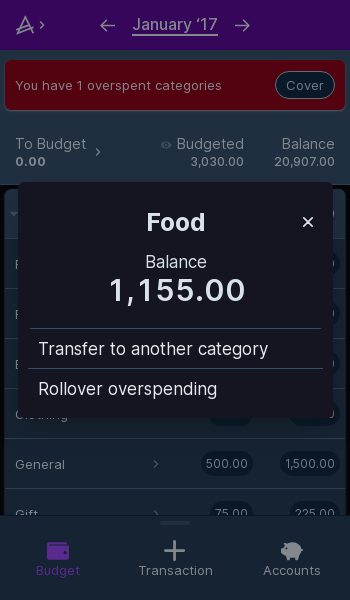 January ‘17
You have 1 overspent categories
Cover
To Budget
Budgeted
Balance
0.00
3,030.00
20,907.00
Food
Balance
1,155.00
Transfer to another category
Rollover overspending
Clothing
General
500.00
1,500.00
Gift
75.00
225.00
Budget
Transaction
Accounts